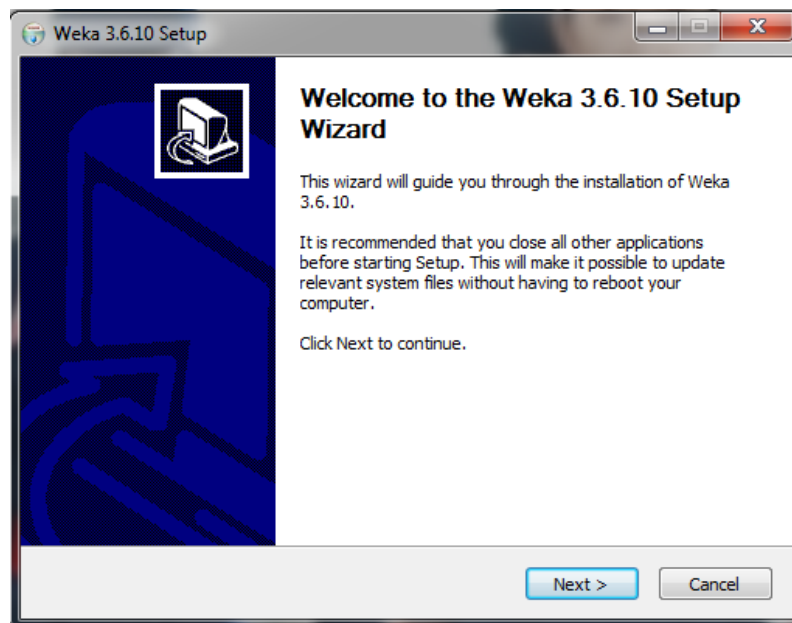 Weka 3.6.10 Setup
Welcome to the Weka 3.6.10 Setup
Wizard
This wizard will guide you through the installation of Weka
3.6.10.
It is recommended that you close all other applications
before starting Setup. This will make it possible to update
relevant system files without having to reboot your
computer.
Click Next to continue.
Next >
Cancel